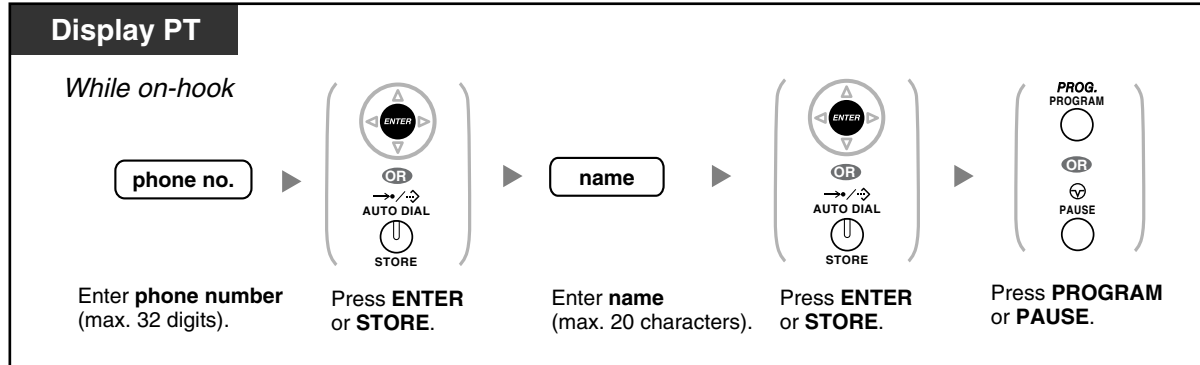 Display PT
While on-hook
phone no.
ENTER
OR
AUTO DIAL
STORE
name
ENTER
OR
AUTO DIAL
STORE
PROG.
PROGRAM
OR
PAUSE
Enter phone number
(max. 32 digits).
Press ENTER
or STORE.
Enter name
(max. 20 characters).
Press ENTER
or STORE.
Press PROGRAM
or PAUSE.